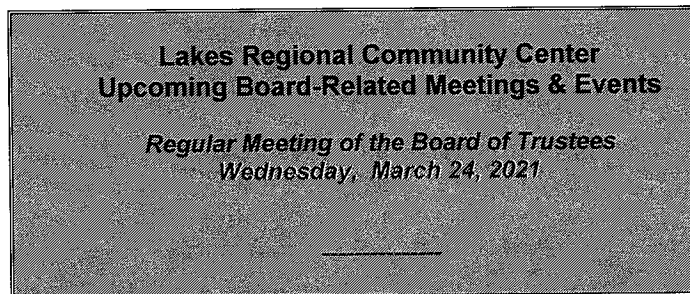 Lakes Regional Community Center
Upcoming Board-Related Meetings & Events
Regular Meeting of the Board of Trustees
Wednesday, March 24, 2021